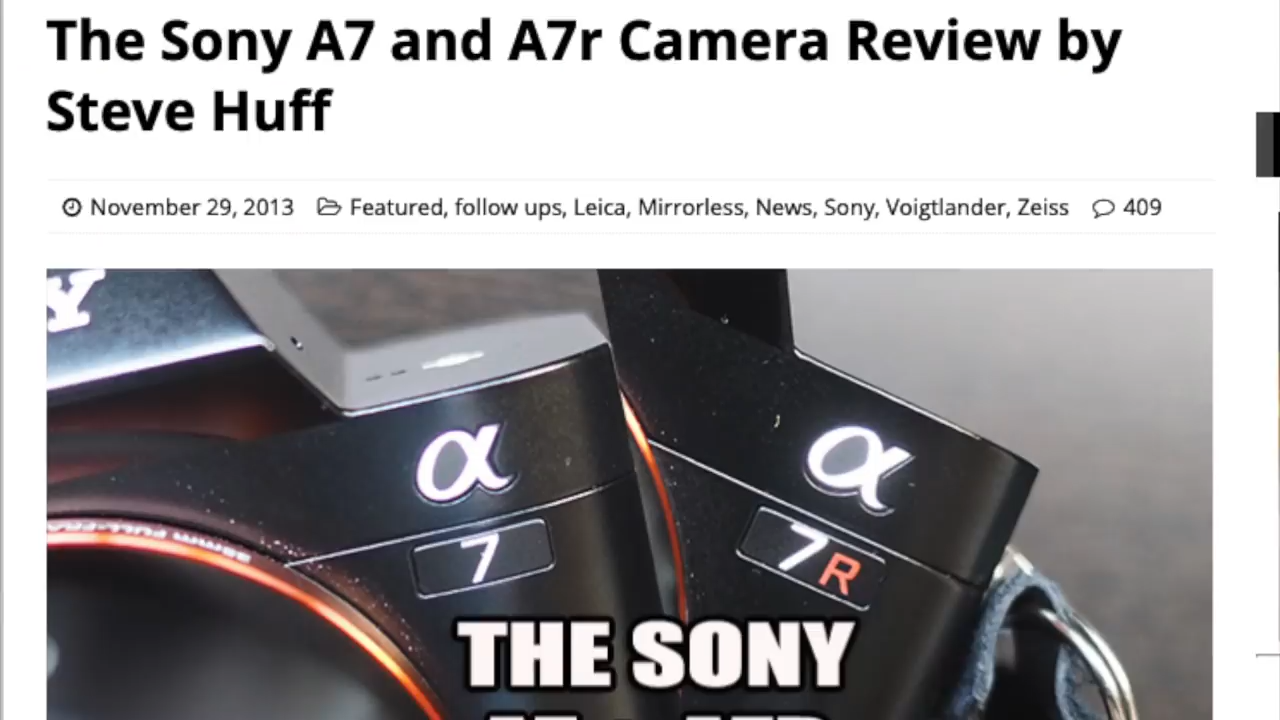 The Sony A7 and A7r Camera Review by
Steve Huff
November 29, 2013 Featured, follow ups, Leica, Mirrorless, News, Sony, Voigtlander, Zeiss 409
Y
α
α
7
7R
THE SONY